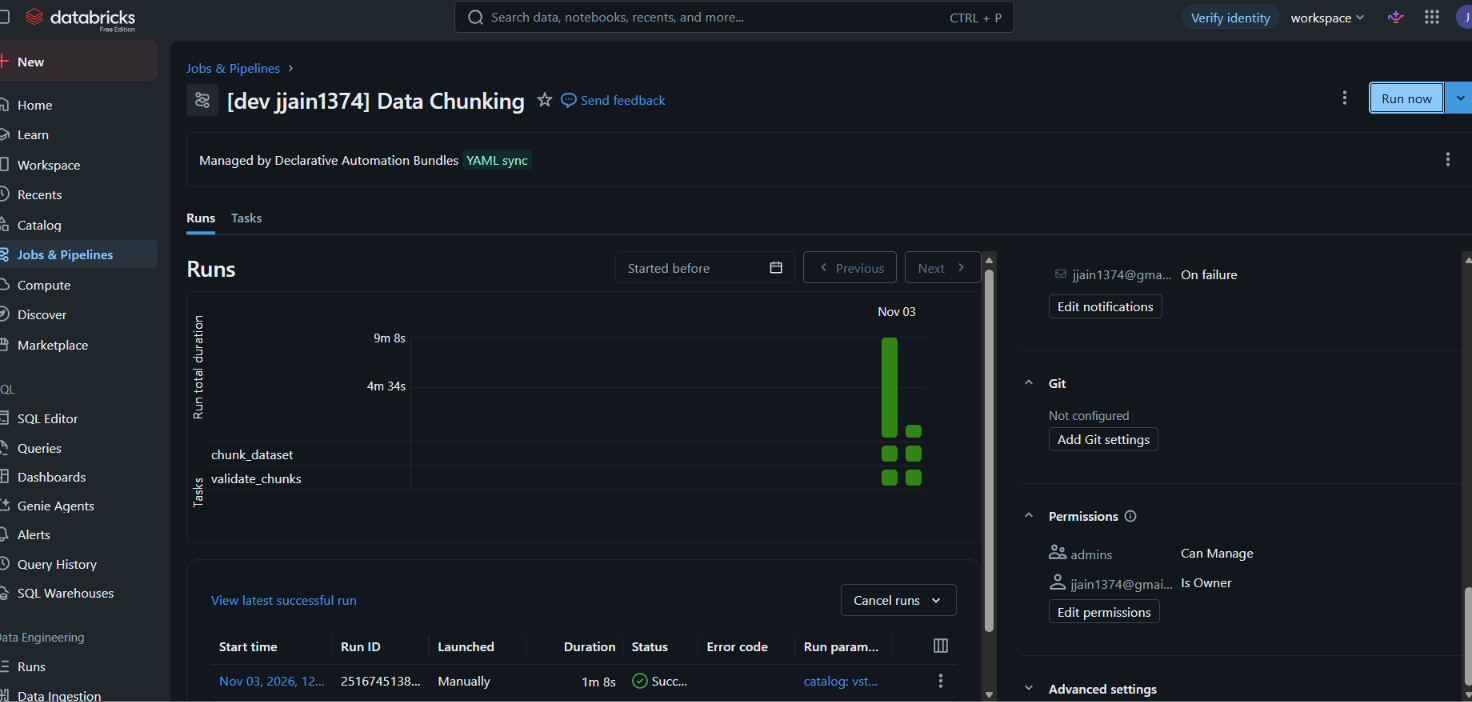 databricks
Free Edition
Search data, notebooks, recents, and more...
CTRL + P
Verify identity
workspace
J
New
Home
Learn
Workspace
Recents
Catalog
Jobs & Pipelines
Compute
Discover
Marketplace
QL
SQL Editor
Queries
Dashboards
Genie Agents
Alerts
Query History
SQL Warehouses
ata Engineering
Runs
Data Ingestion
Jobs & Pipelines
[dev jjain1374] Data Chunking
Send feedback
Run now
Managed by Declarative Automation Bundles YAML sync
Runs
Tasks
Runs
Started before
Previous
Next
Nov 03
Run total duration
9m 8s
4m 34s
Tasks
chunk_dataset
validate_chunks
View latest successful run
Cancel runs
Start time Run ID Launched Duration Status Error code Run param...
Nov 03, 2026, 12... 2516745138... Manually 1m 8s Succ... catalog: vst...
jjain1374@gma... On failure
Edit notifications
Git
Not configured
Add Git settings
Permissions
admins Can Manage
jjain1374@gmai... Is Owner
Edit permissions
Advanced settings